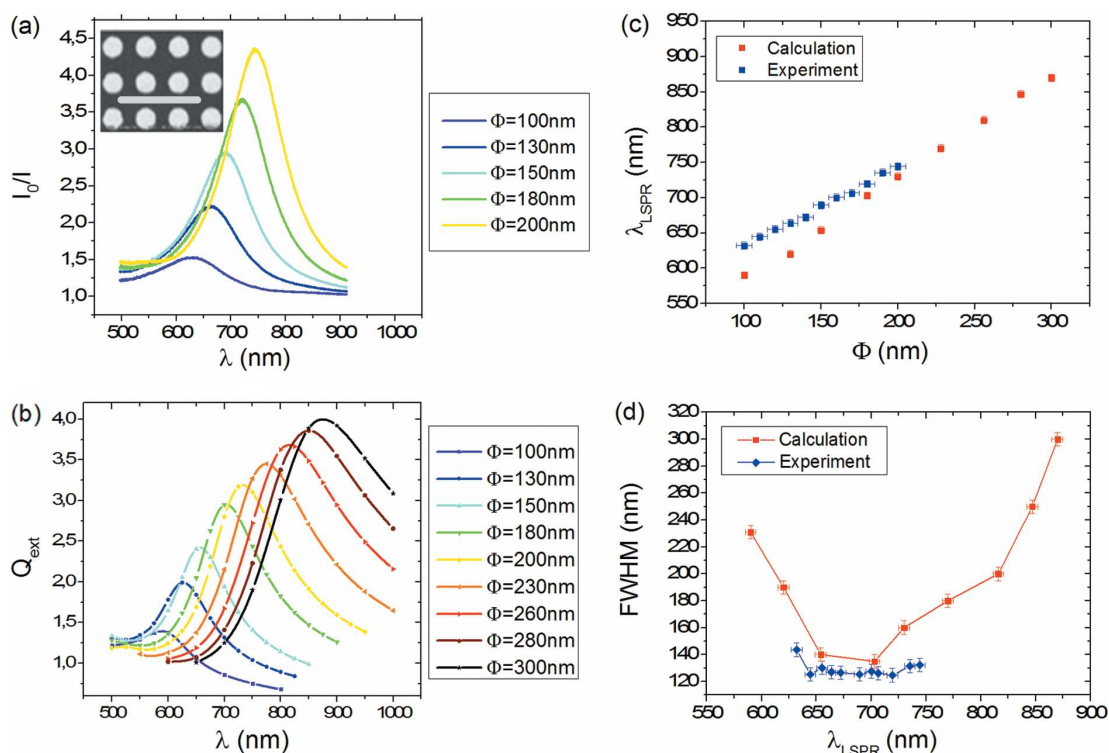 (a)
4,5
4,0
3,5
3,0
2,5
2,0
1,5
1,0
I₀/I
500 600 700 800 900 1000
λ (nm)
Φ=100nm
Φ=130nm
Φ=150nm
Φ=180nm
Φ=200nm
(c)
950
900
850
800
750
700
650
600
550
λLSPR (nm)
100 150 200 250 300
Φ (nm)
Calculation
Experiment
(b)
4,0
3,5
3,0
2,5
2,0
1,5
1,0
Qext
500 600 700 800 900 1000
λ (nm)
Φ=100nm
Φ=130nm
Φ=150nm
Φ=180nm
Φ=200nm
Φ=230nm
Φ=260nm
Φ=280nm
Φ=300nm
(d)
320
300
280
260
240
220
200
180
160
140
120
FWHM (nm)
550 600 650 700 750 800 850 900
λLSPR (nm)
Calculation
Experiment